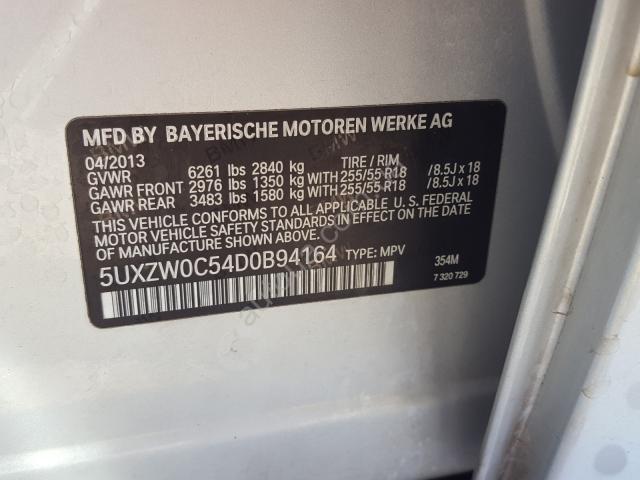 MFD BY BAYERISCHE MOTOREN WERKE AG
04/2013 TIRE / RIM
GVWR 6261 lbs 2840 kg
GAWR FRONT 2976 lbs 1350 kg WITH 255/55 R18 /8.5J x 18
GAWR REAR 3483 lbs 1580 kg WITH 255/55 R18 /8.5J x 18
THIS VEHICLE CONFORMS TO ALL APPLICABLE U. S. FEDERAL
MOTOR VEHICLE SAFETY STANDARDS IN EFFECT ON THE
DATE OF MANUFACTURE SHOWN ABOVE.
5UXZW0C54D0B94164 TYPE: MPV 354M
7 320 729